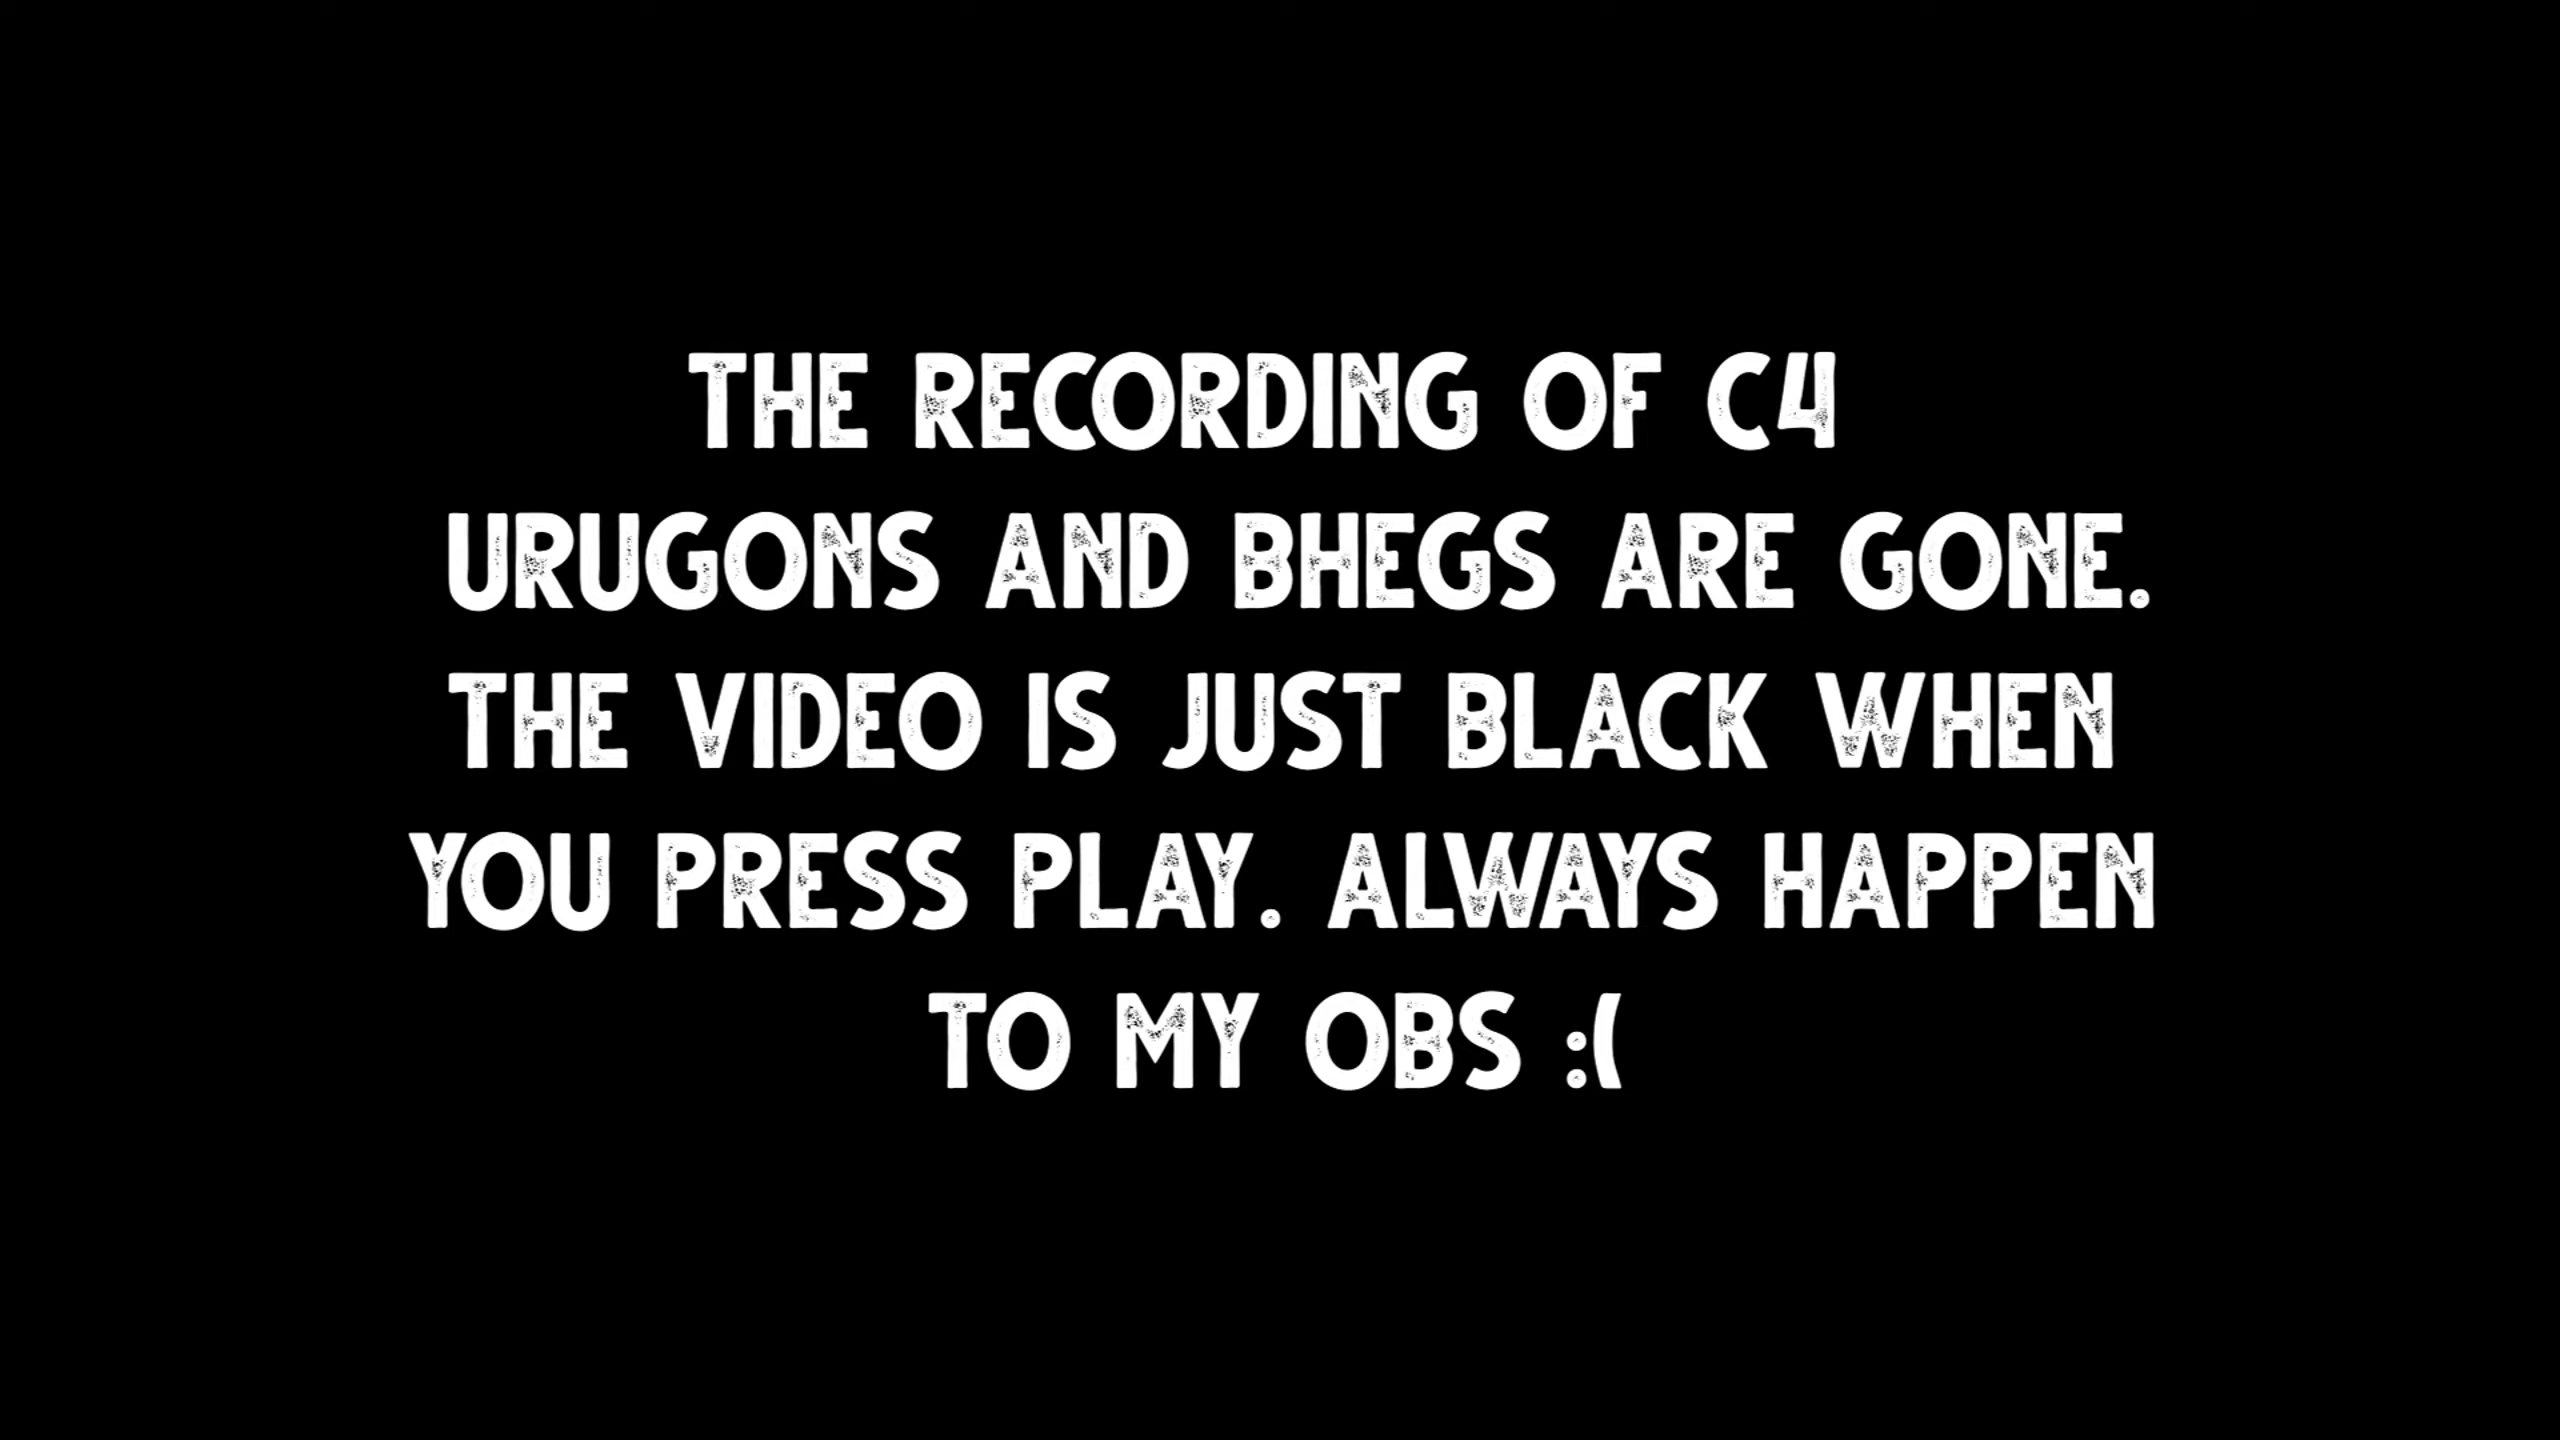 THE RECORDING OF C4
URUGONS AND BHEGS ARE GONE.
THE VIDEO IS JUST BLACK WHEN
YOU PRESS PLAY. ALWAYS HAPPEN
TO MY OBS :(